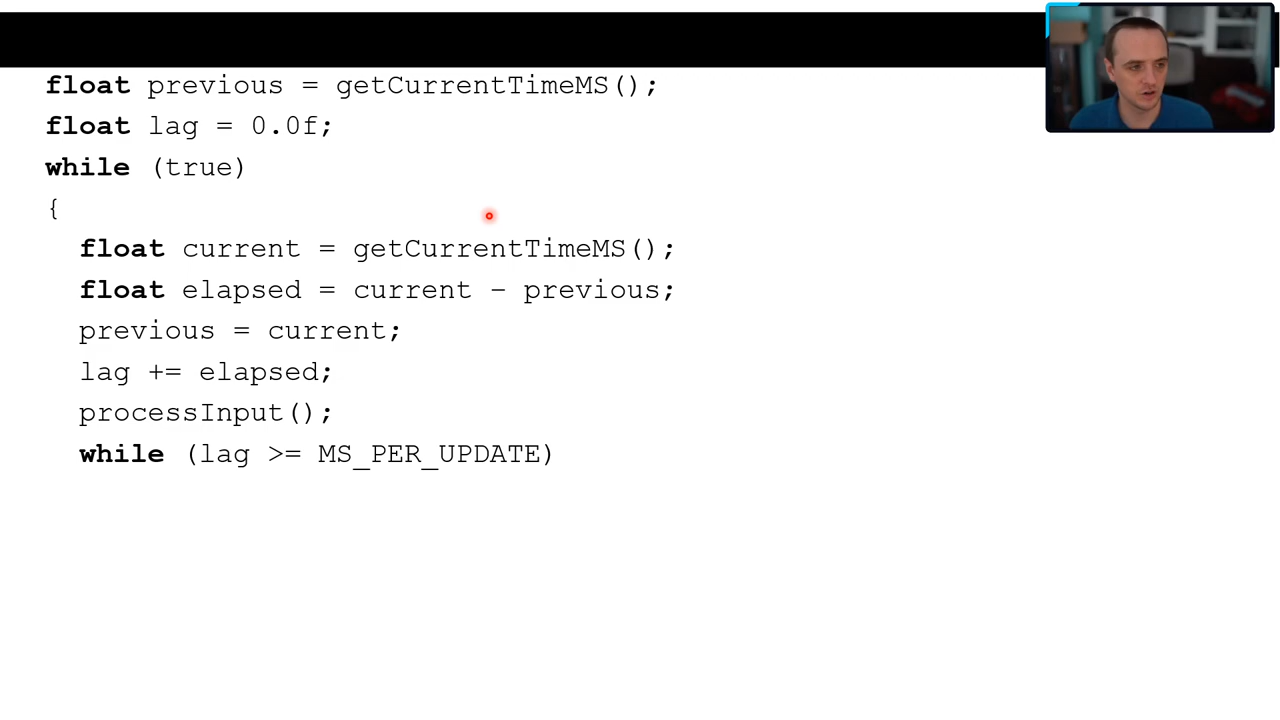 float previous = getCurrentTimeMS();
float lag = 0.0f;
while (true)
{
float current = getCurrentTimeMS();
float elapsed = current – previous;
previous = current;
lag += elapsed;
processInput();
while (lag >= MS_PER_UPDATE)